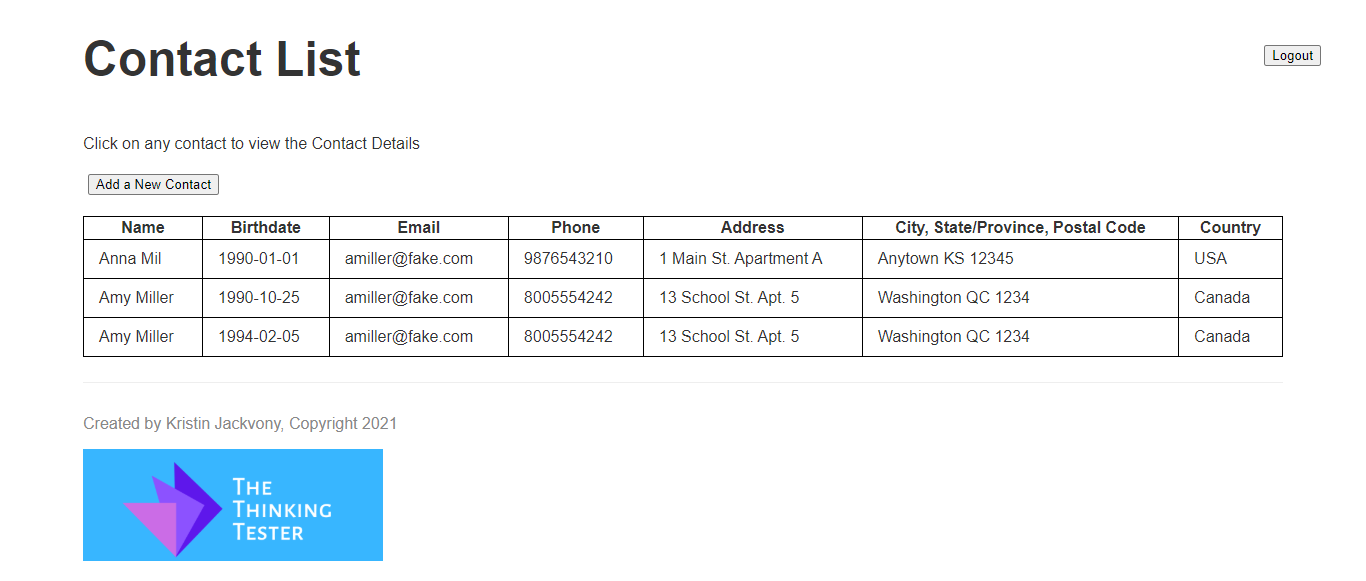 Contact List
Logout
Click on any contact to view the Contact Details
Add a New Contact
Name Birthdate Email Phone Address City, State/Province, Postal Code Country
Anna Mil 1990-01-01 amiller@fake.com 9876543210 1 Main St. Apartment A Anytown KS 12345 USA
Amy Miller 1990-10-25 amiller@fake.com 8005554242 13 School St. Apt. 5 Washington QC 1234 Canada
Amy Miller 1994-02-05 amiller@fake.com 8005554242 13 School St. Apt. 5 Washington QC 1234 Canada
Created by Kristin Jackvony, Copyright 2021
THE
THINKING
TESTER